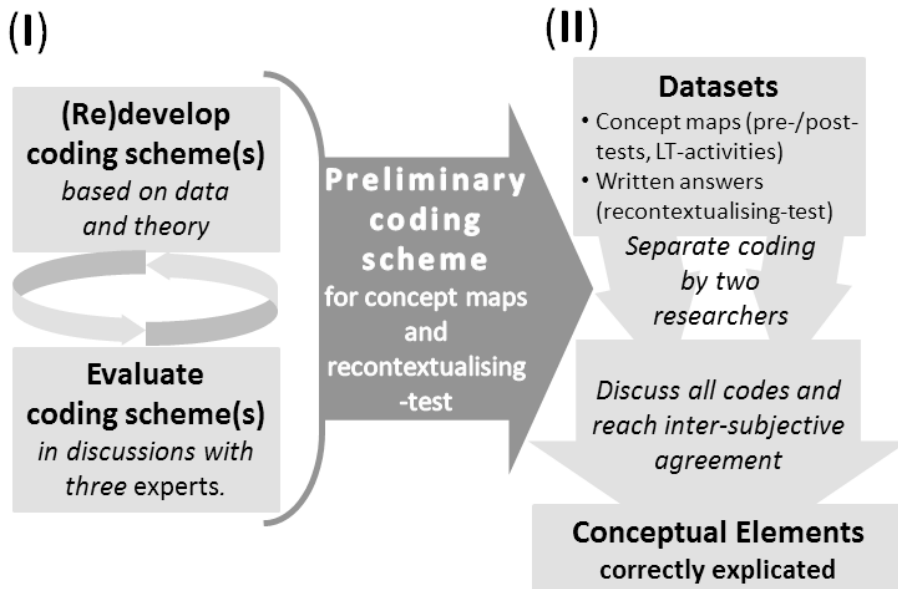 (I)
(Re)develop
coding scheme(s)
based on data
and theory
Evaluate
coding scheme(s)
in discussions with
three experts.
Preliminary
coding
scheme
for concept maps
and
recontextualising
-test
(II)
Datasets
• Concept maps (pre-/post-
tests, LT-activities)
• Written answers
(recontextualising-test)
Separate coding
by two
researchers
Discuss all codes and
reach inter-subjective
agreement
Conceptual Elements
correctly explicated